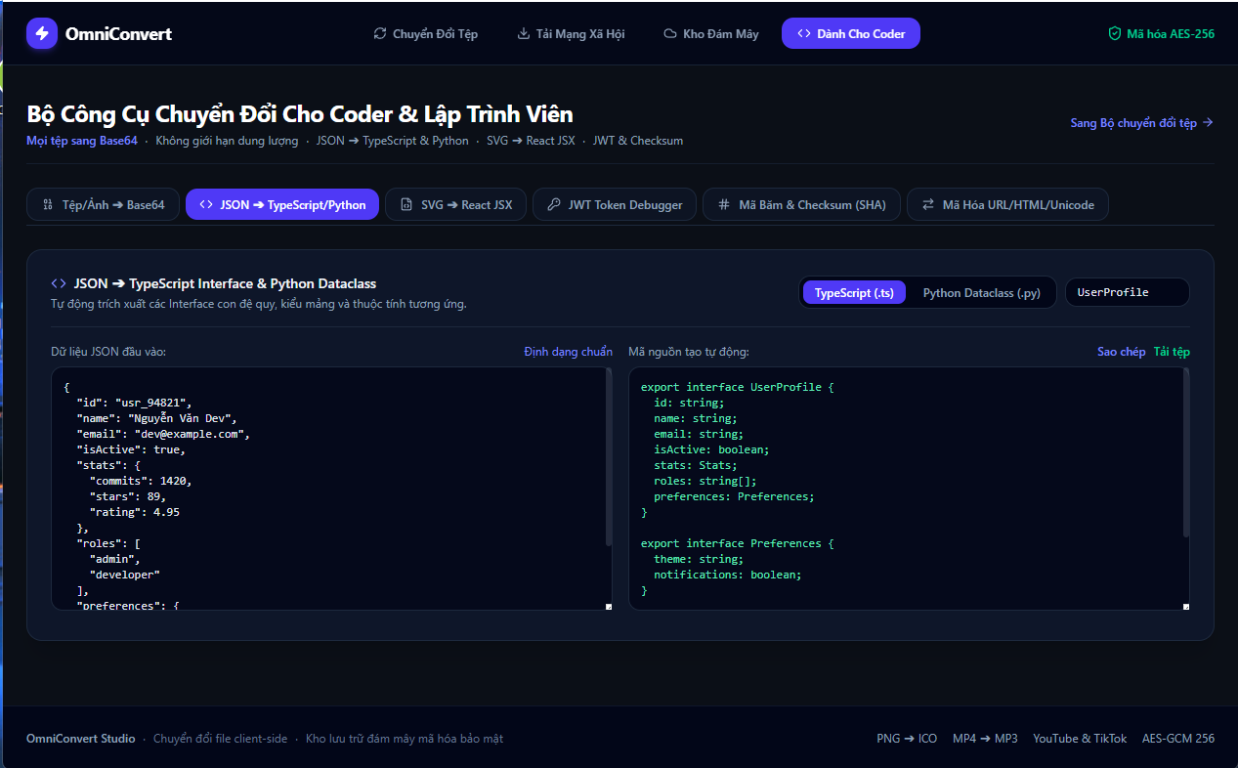 OmniConvert
Chuyển Đổi Tệp
Tải Mạng Xã Hội
Kho Đám Mây
Dành Cho Coder
Mã hóa AES-256
Bộ Công Cụ Chuyển Đổi Cho Coder & Lập Trình Viên
Mọi tệp sang Base64 · Không giới hạn dung lượng · JSON ➔ TypeScript & Python · SVG ➔ React JSX · JWT & Checksum
Sang Bộ chuyển đổi tệp →
Tệp/Ảnh ➔ Base64
JSON ➔ TypeScript/Python
SVG ➔ React JSX
JWT Token Debugger
Mã Băm & Checksum (SHA)
Mã Hóa URL/HTML/Unicode
JSON ➔ TypeScript Interface & Python Dataclass
Tự động trích xuất các Interface con đệ quy, kiểu mảng và thuộc tính tương ứng.
TypeScript (.ts)
Python Dataclass (.py)
UserProfile
Dữ liệu JSON đầu vào:
Định dạng chuẩn
{
  "id": "usr_94821",
  "name": "Nguyễn Văn Dev",
  "email": "dev@example.com",
  "isActive": true,
  "stats": {
    "commits": 1420,
    "stars": 89,
    "rating": 4.95
  },
  "roles": [
    "admin",
    "developer"
  ],
  "preferences": {
Mã nguồn tạo tự động:
Sao chép
Tải tệp
export interface UserProfile {
  id: string;
  name: string;
  email: string;
  isActive: boolean;
  stats: Stats;
  roles: string[];
  preferences: Preferences;
}
export interface Preferences {
  theme: string;
  notifications: boolean;
}
OmniConvert Studio · Chuyển đổi file client-side · Kho lưu trữ đám mây mã hóa bảo mật
PNG ➔ ICO
MP4 ➔ MP3
YouTube & TikTok
AES-GCM 256